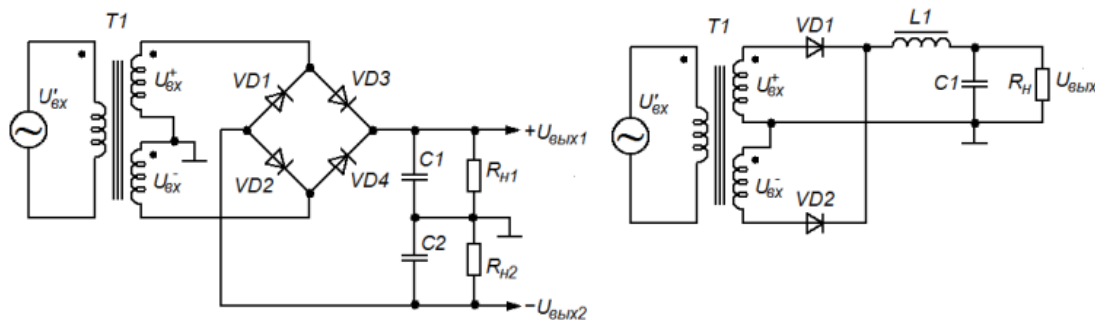 T1
U'вх
U⁺вх
U⁻вх
VD1
VD3
VD2
VD4
C1
Rн1
+Uвых1
C2
Rн2
−Uвых2
T1
U'вх
U⁺вх
U⁻вх
VD1
VD2
L1
C1
Rн
Uвых